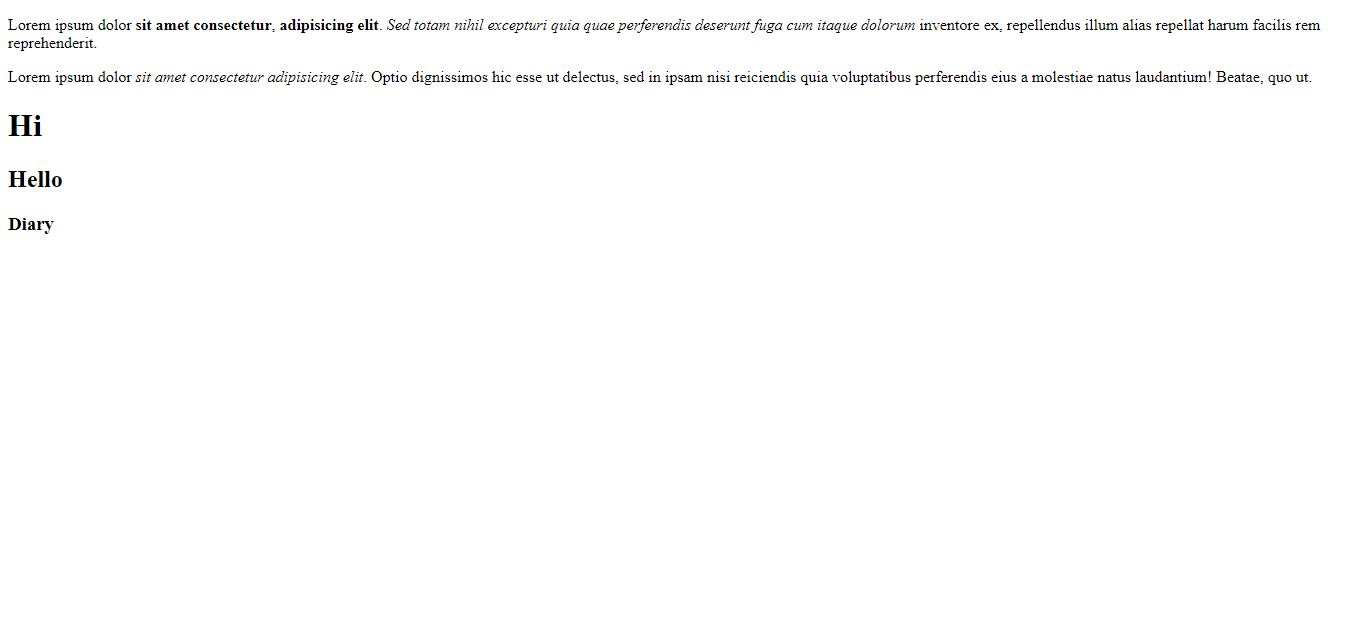 Lorem ipsum dolor sit amet consectetur, adipisicing elit. Sed totam nihil excepturi quia quae perferendis deserunt fuga cum itaque dolorum inventore ex, repellendus illum alias repellat harum facilis rem
reprehenderit.
Lorem ipsum dolor sit amet consectetur adipisicing elit. Optio dignissimos hic esse ut delectus, sed in ipsam nisi reiciendis quia voluptatibus perferendis eius a molestiae natus laudantium! Beatae, quo ut.
Hi
Hello
Diary